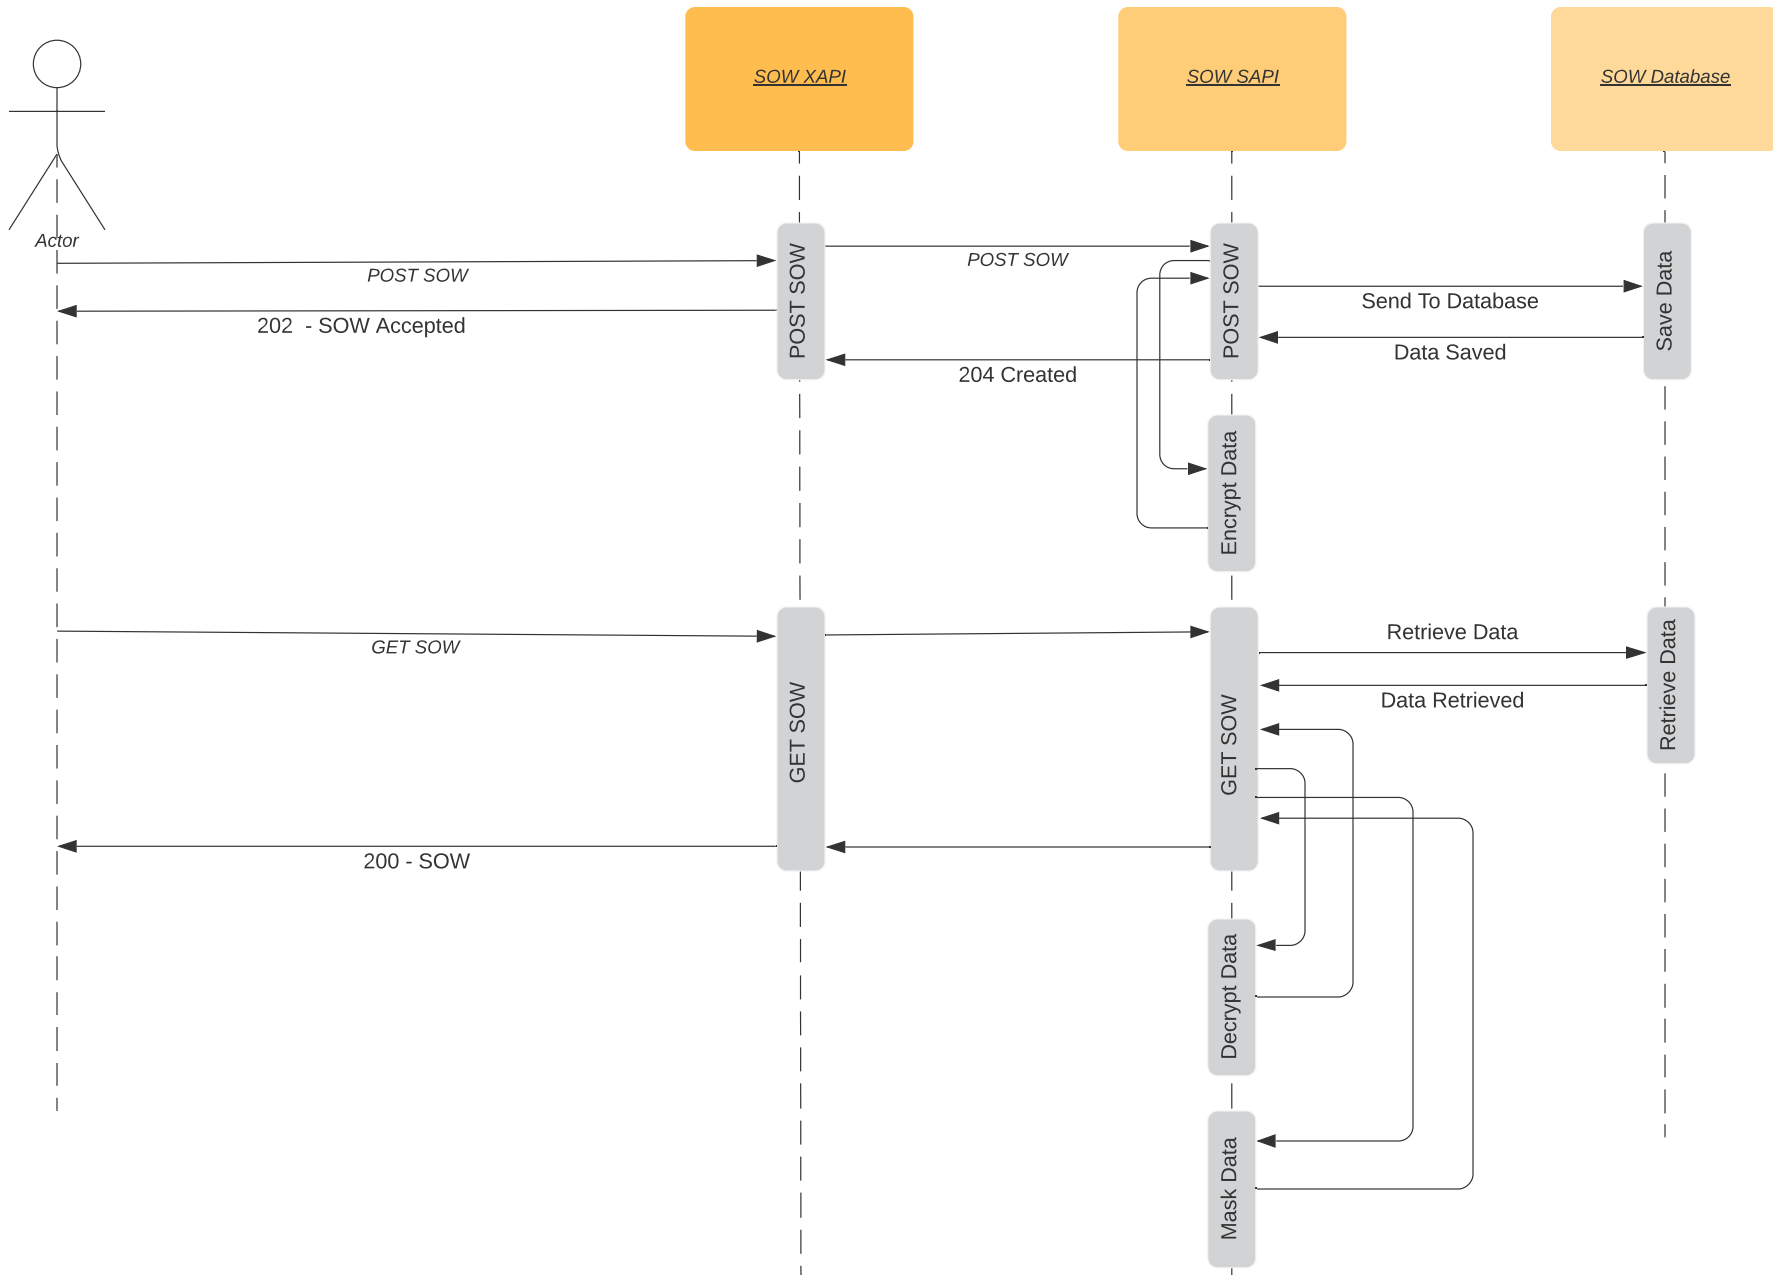 SOW XAPI
SOW SAPI
SOW Database
Actor
POST SOW
POST SOW
POST SOW
POST SOW
Send To Database
Save Data
202  - SOW Accepted
Data Saved
204 Created
Encrypt Data
GET SOW
GET SOW
GET SOW
Retrieve Data
Retrieve Data
Data Retrieved
200 - SOW
Decrypt Data
Mask Data